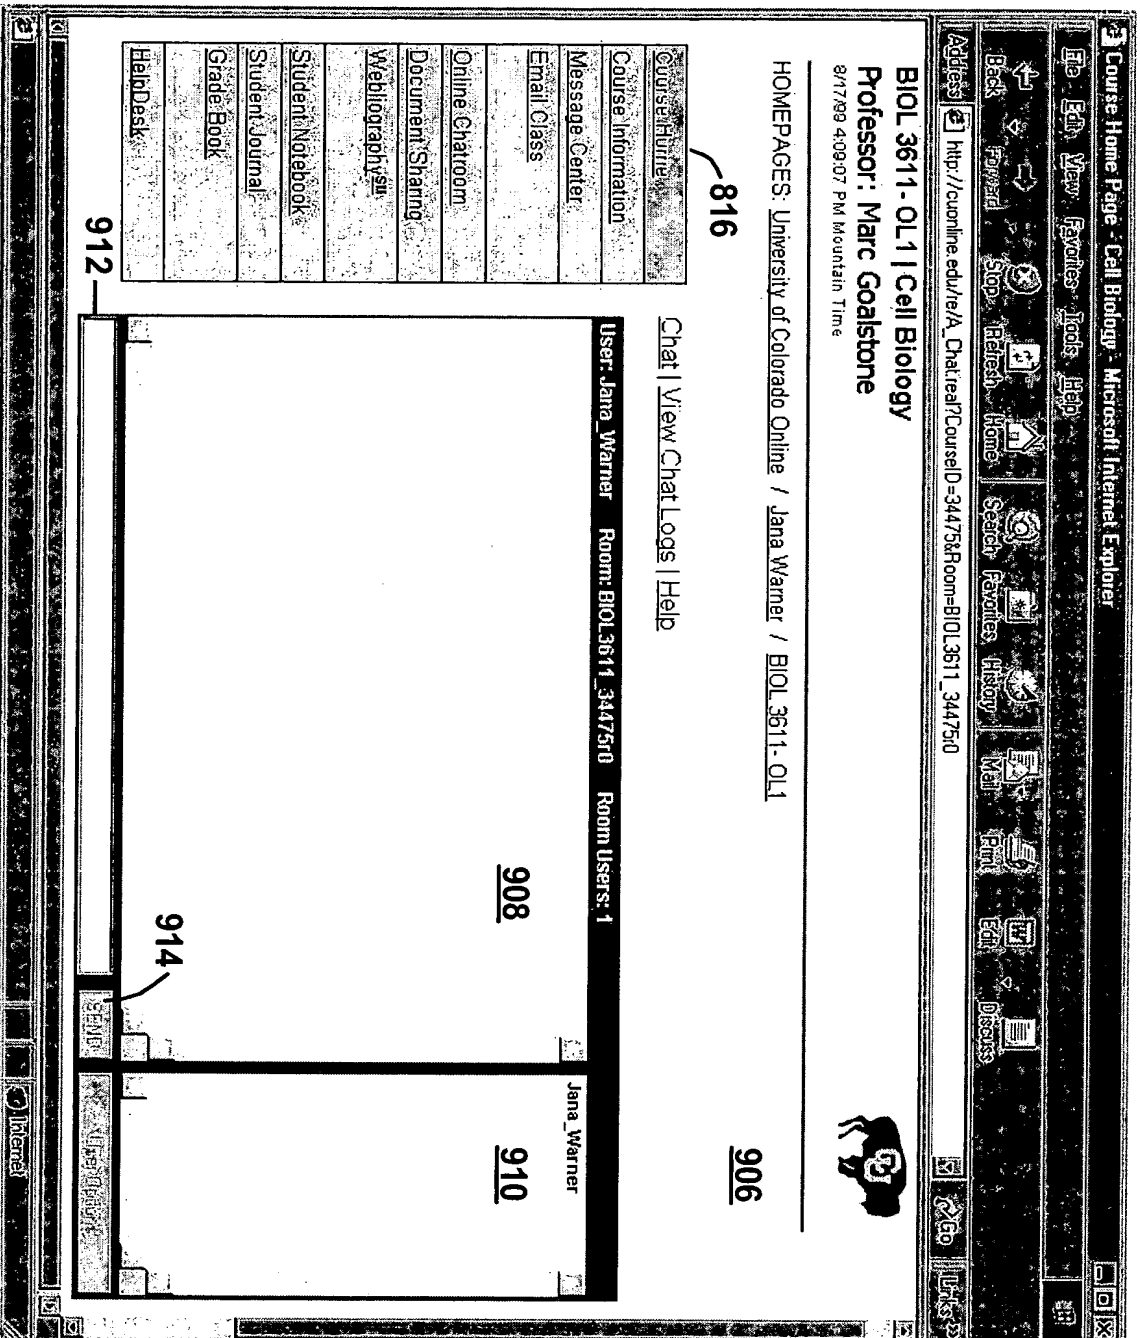 Course Home Page - Cell Biology - Microsoft Internet Explorer
File Edit View Favorites Tools Help
Back Forward Stop Refresh Home Search Favorites History Mail Print Edit Discuss
Address http://cuonline.edu/re/A_Chat.real?CourseID=34475&Room=BIOL3611_34475r0 Go Links »
BIOL 3611- OL1 | Cell Biology
Professor: Marc Goalstone
8/17/99 4:09:07 PM Mountain Time
906
HOMEPAGES: University of Colorado Online / Jana Warner / BIOL 3611- OL1
816
Chat | View Chat Logs | Help
Course Home
Course Information
Message Center
Email Class
Online Chatroom
Document Sharing
Webliography SM
Student Notebook
Student Journal
Grade Book
HelpDesk
User: Jana_Warner Room: BIOL3611_34475r0 Room Users: 1
Jana_Warner
908
910
914
912
SEND
User Options
Internet